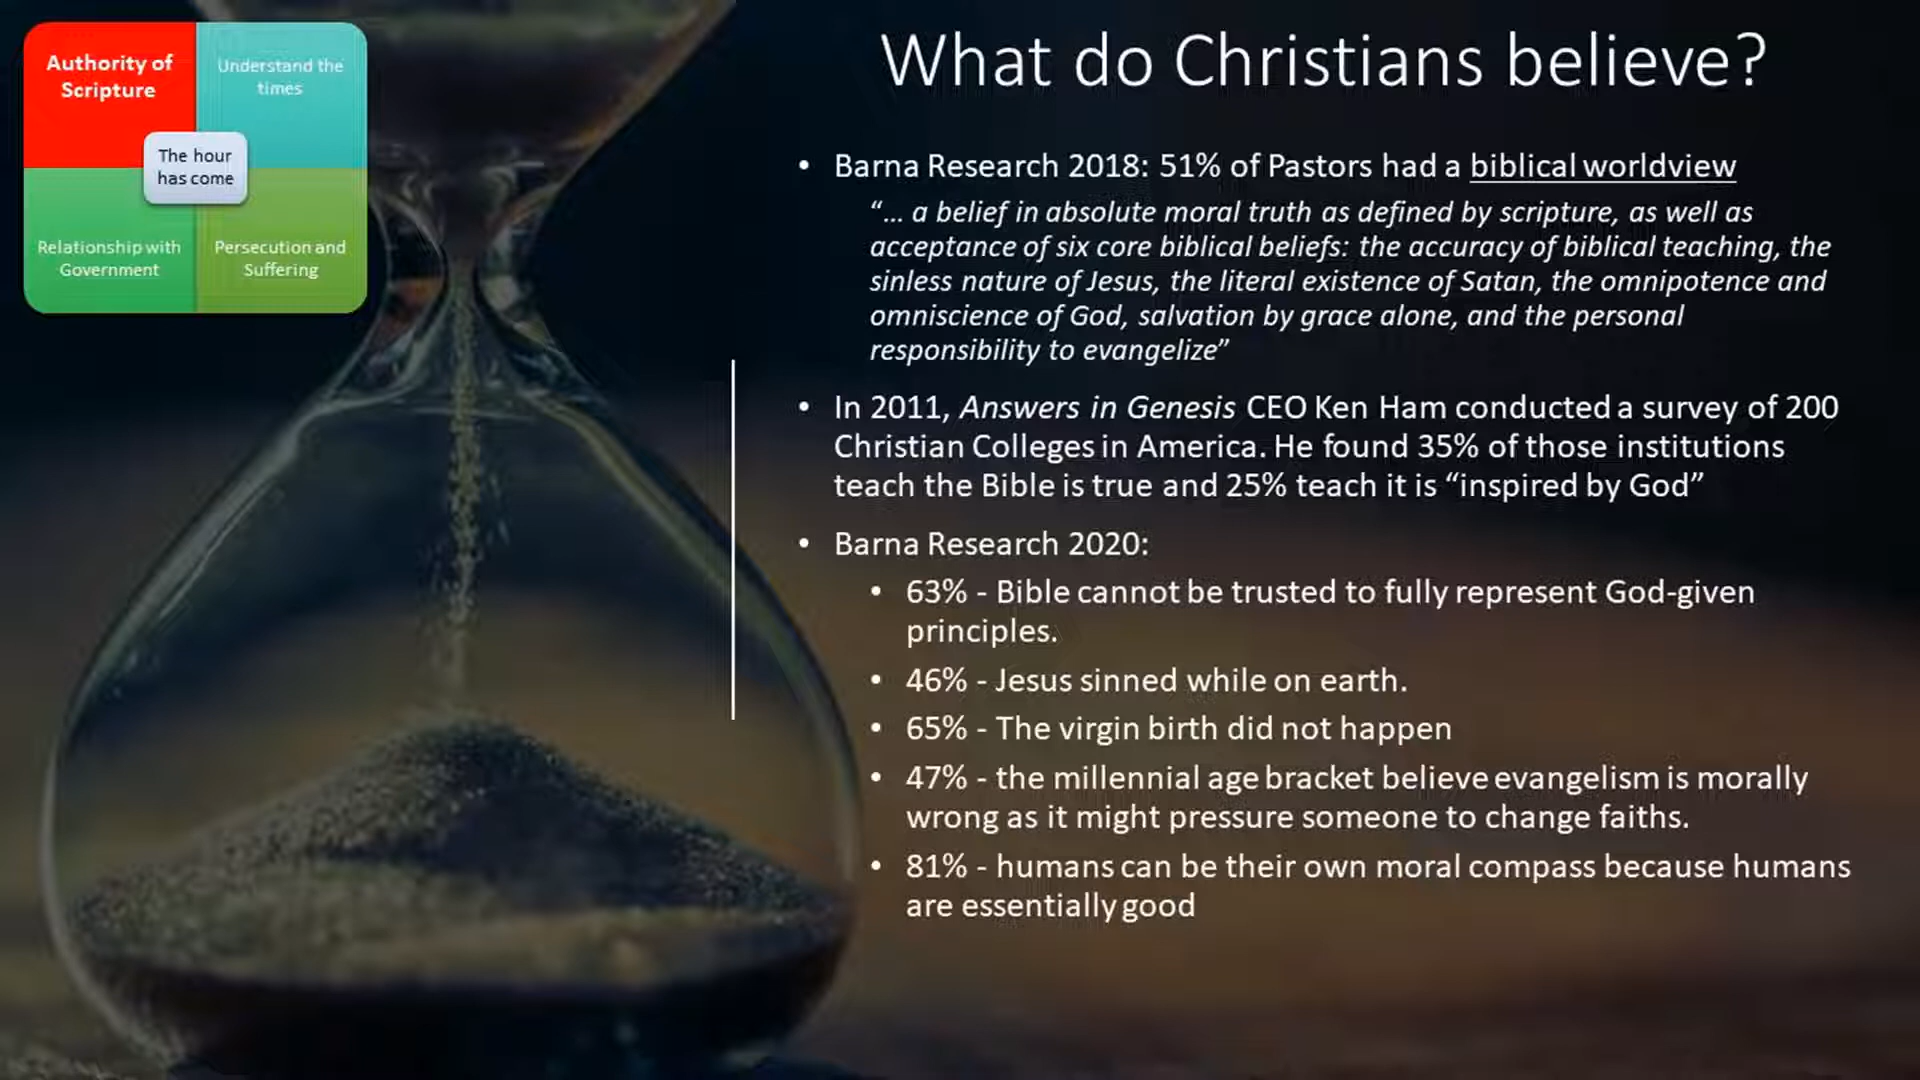 Authority of
Scripture
Understand the
times
The hour
has come
Relationship with
Government
Persecution and
Suffering
What do Christians believe?
• Barna Research 2018: 51% of Pastors had a biblical worldview
“... a belief in absolute moral truth as defined by scripture, as well as
acceptance of six core biblical beliefs: the accuracy of biblical teaching, the
sinless nature of Jesus, the literal existence of Satan, the omnipotence and
omniscience of God, salvation by grace alone, and the personal
responsibility to evangelize”
• In 2011, Answers in Genesis CEO Ken Ham conducted a survey of 200
Christian Colleges in America. He found 35% of those institutions
teach the Bible is true and 25% teach it is “inspired by God”
• Barna Research 2020:
• 63% - Bible cannot be trusted to fully represent God-given
principles.
• 46% - Jesus sinned while on earth.
• 65% - The virgin birth did not happen
• 47% - the millennial age bracket believe evangelism is morally
wrong as it might pressure someone to change faiths.
• 81% - humans can be their own moral compass because humans
are essentially good